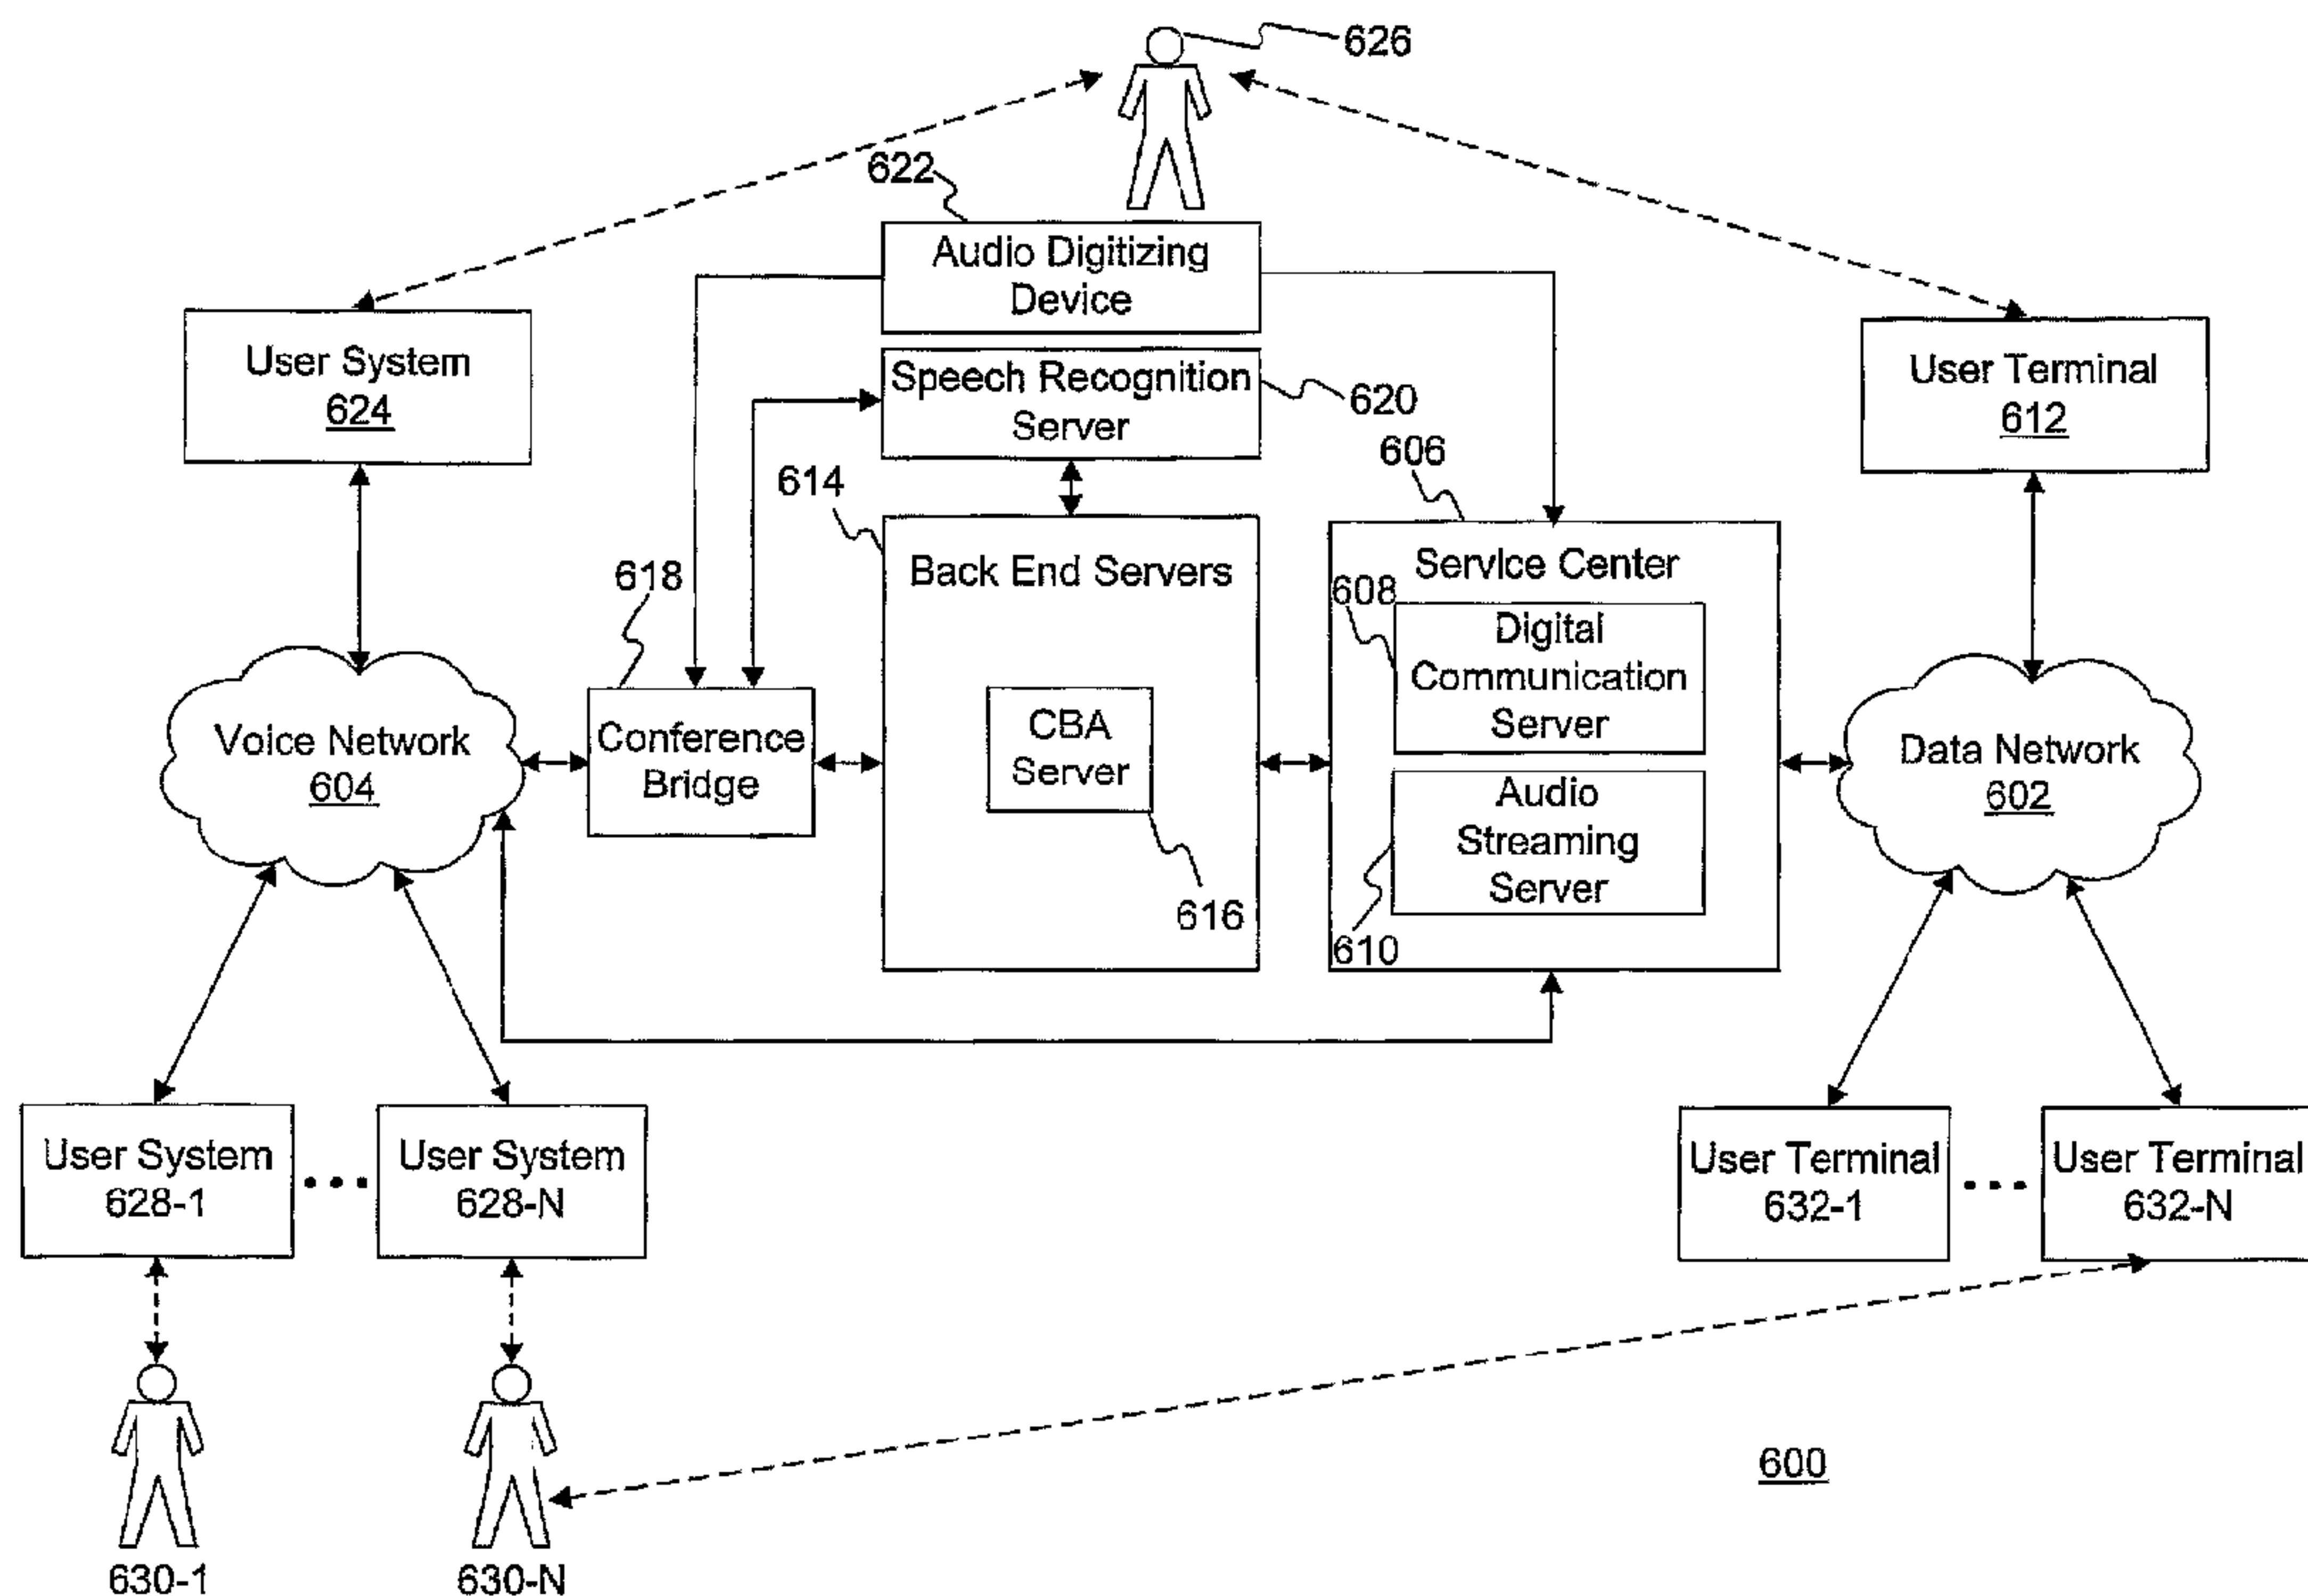 626
622
Audio Digitizing
Device
User System
624
Speech Recognition
Server
620
User Terminal
612
606
614
Back End Servers
Service Center
618
608
Digital
Communication
Server
Voice Network
604
Conference
Bridge
CBA
Server
Data Network
602
Audio
Streaming
Server
616
610
User System
628-1
User System
628-N
User Terminal
632-1
User Terminal
632-N
600
630-1
630-N